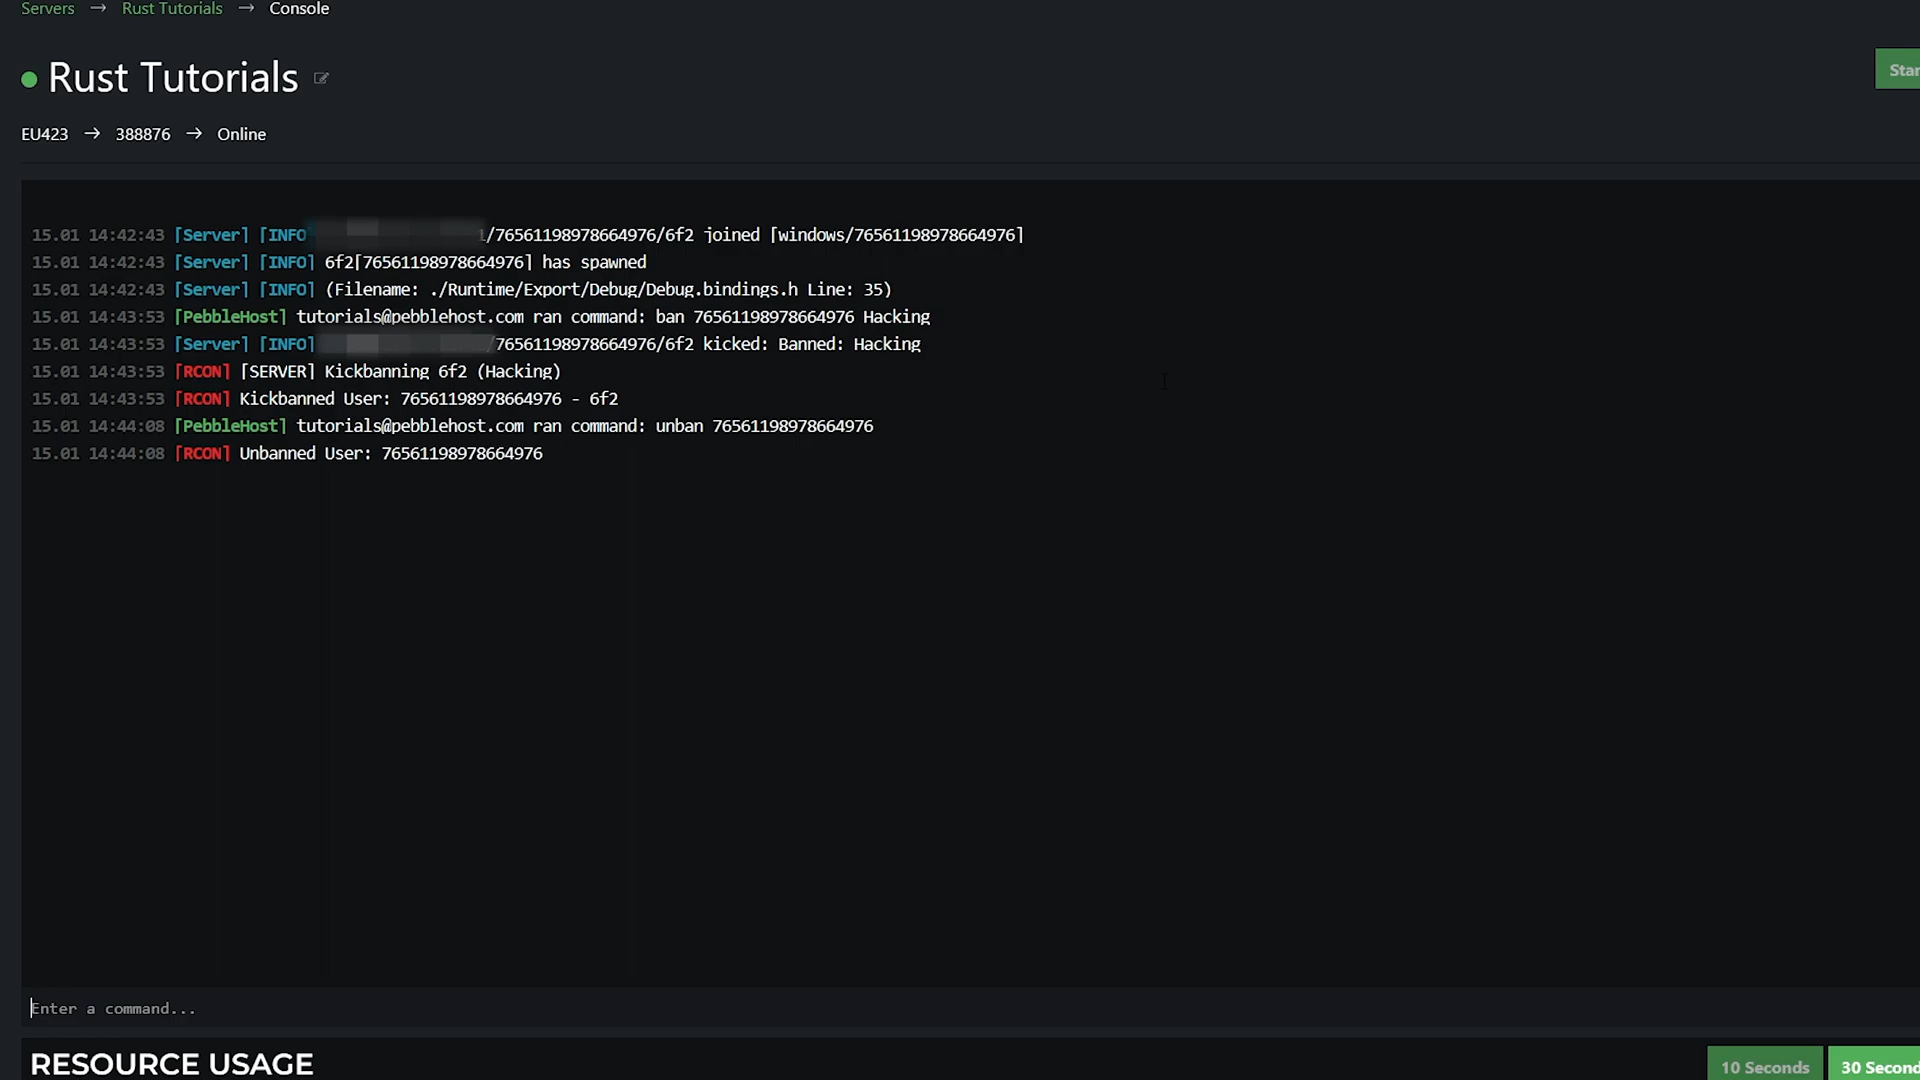 Servers → Rust Tutorials → Console
Rust Tutorials
EU423 → 388876 → Online
15.01 14:42:43 [Server] [INFO /76561198978664976/6f2 joined [windows/76561198978664976]
15.01 14:42:43 [Server] [INFO] 6f2[76561198978664976] has spawned
15.01 14:42:43 [Server] [INFO] (Filename: ./Runtime/Export/Debug/Debug.bindings.h Line: 35)
15.01 14:43:53 [PebbleHost] tutorials@pebblehost.com ran command: ban 76561198978664976 Hacking
15.01 14:43:53 [Server] [INFO] /76561198978664976/6f2 kicked: Banned: Hacking
15.01 14:43:53 [RCON] [SERVER] Kickbanning 6f2 (Hacking)
15.01 14:43:53 [RCON] Kickbanned User: 76561198978664976 - 6f2
15.01 14:44:08 [PebbleHost] tutorials@pebblehost.com ran command: unban 76561198978664976
15.01 14:44:08 [RCON] Unbanned User: 76561198978664976
Enter a command...
RESOURCE USAGE
10 Seconds
30 Second
Star